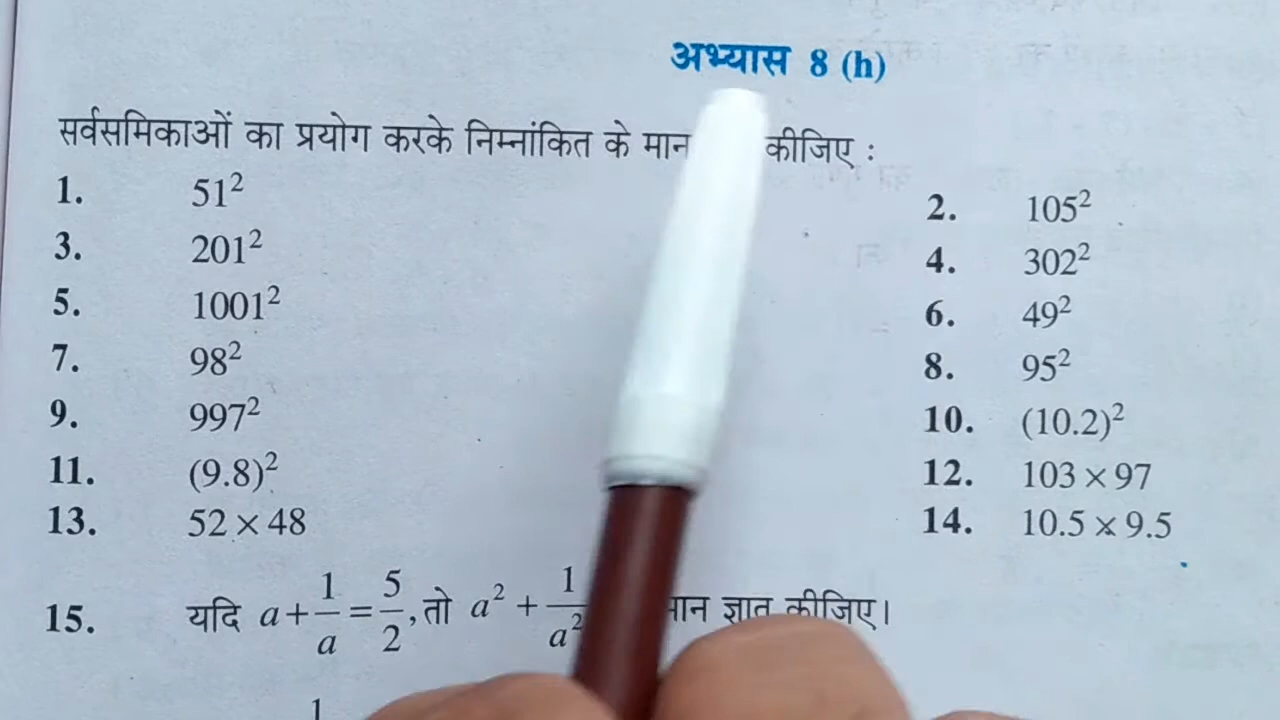 अभ्यास 8 (h)
सर्वसमिकाओं का प्रयोग करके निम्नांकित के मान कीजिए :
1. 51² 2. 105²
3. 201² 4. 302²
5. 1001² 6. 49²
7. 98² 8. 95²
9. 997² 10. (10.2)²
11. (9.8)² 12. 103 × 97
13. 52 × 48 14. 10.5 × 9.5
15. यदि a + 1/a = 5/2, तो a² + 1/a² मान ज्ञात कीजिए।
1